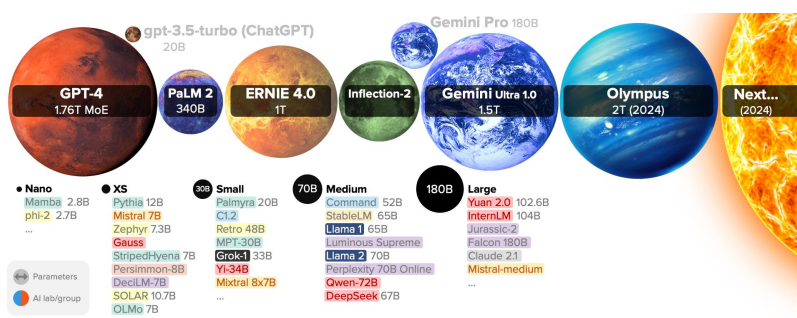 gpt-3.5-turbo (ChatGPT)
20B
Gemini Pro 180B
GPT-4
1.76T MoE
PaLM 2
340B
ERNIE 4.0
1T
Inflection-2
Gemini Ultra 1.0
1.5T
Olympus
2T (2024)
Next...
(2024)
Nano
Mamba 2.8B
phi-2 2.7B
...
XS
Pythia 12B
Mistral 7B
Zephyr 7.3B
Gauss
StripedHyena 7B
Persimmon-8B
DeciLM-7B
SOLAR 10.7B
OLMo 7B
30B Small
Palmyra 20B
C1.2
Retro 48B
MPT-30B
Grok-1 33B
Yi-34B
Mixtral 8x7B
...
70B Medium
Command 52B
StableLM 65B
Llama 1 65B
Luminous Supreme
Llama 2 70B
Perplexity 70B Online
Qwen-72B
DeepSeek 67B
180B Large
Yuan 2.0 102.6B
InternLM 104B
Jurassic-2
Falcon 180B
Claude 2.1
Mistral-medium
...
Parameters
AI lab/group